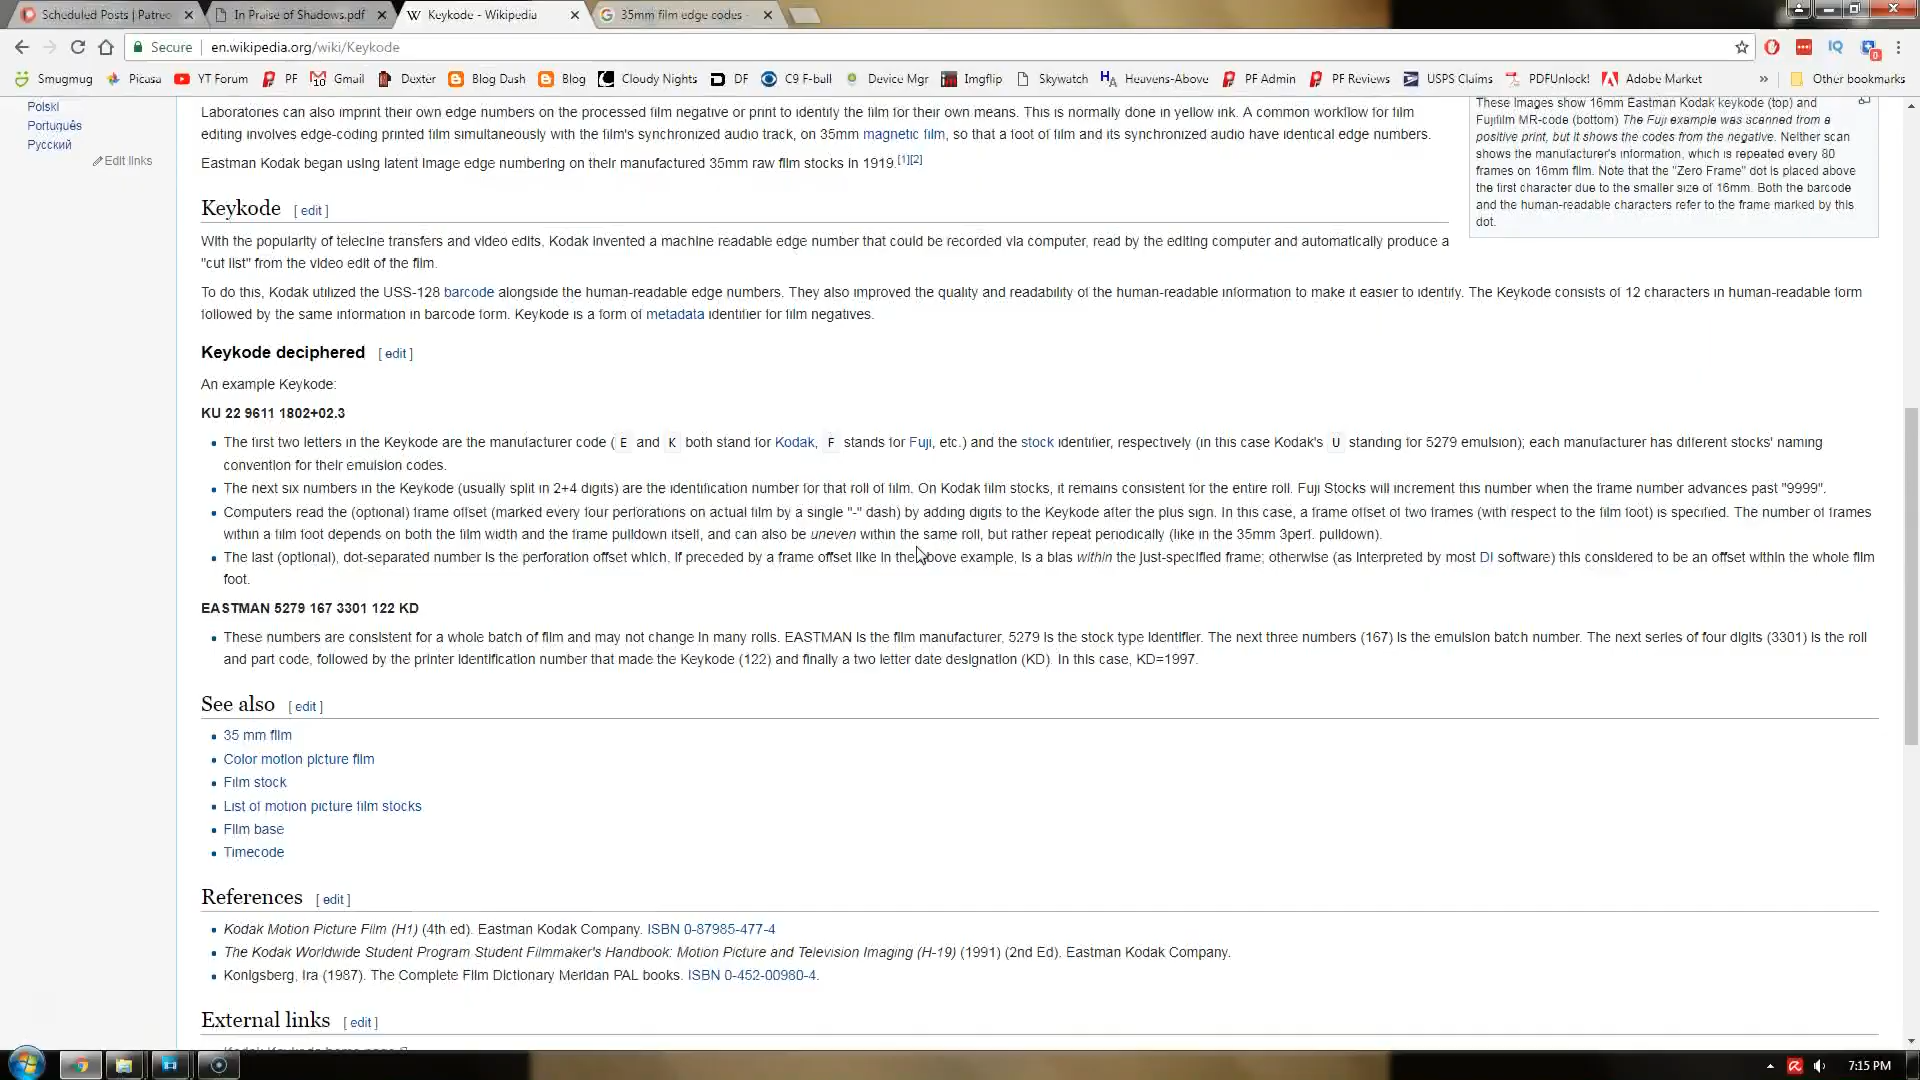 Scheduled Posts | Patreo
In Praise of Shadows.pdf
Keykode - Wikipedia
35mm film edge codes -
Secure | en.wikipedia.org/wiki/Keykode
Smugmug Picasa YT Forum PF Gmail Dexter Blog Dash Blog Cloudy Nights DF C9 F-ball Device Mgr Imgflip Skywatch Heavens-Above PF Admin PF Reviews USPS Claims PDFUnlock! Adobe Market » Other bookmarks
Polski
Português
Русский
Edit links
Laboratories can also imprint their own edge numbers on the processed film negative or print to identify the film for their own means. This is normally done in yellow ink. A common workflow for film
editing involves edge-coding printed film simultaneously with the film's synchronized audio track, on 35mm magnetic film, so that a foot of film and its synchronized audio have identical edge numbers.
Eastman Kodak began using latent image edge numbering on their manufactured 35mm raw film stocks in 1919.[1][2]
These images show 16mm Eastman Kodak keykode (top) and
Fujifilm MR-code (bottom) The Fuji example was scanned from a
positive print, but it shows the codes from the negative. Neither scan
shows the manufacturer's information, which is repeated every 80
frames on 16mm film. Note that the "Zero Frame" dot is placed above
the first character due to the smaller size of 16mm. Both the barcode
and the human-readable characters refer to the frame marked by this
dot.
Keykode [ edit ]
With the popularity of telecine transfers and video edits, Kodak invented a machine readable edge number that could be recorded via computer, read by the editing computer and automatically produce a
"cut list" from the video edit of the film.
To do this, Kodak utilized the USS-128 barcode alongside the human-readable edge numbers. They also improved the quality and readability of the human-readable information to make it easier to identify. The Keykode consists of 12 characters in human-readable form
followed by the same information in barcode form. Keykode is a form of metadata identifier for film negatives.
Keykode deciphered [ edit ]
An example Keykode:
KU 22 9611 1802+02.3
The first two letters in the Keykode are the manufacturer code ( E and K both stand for Kodak, F stands for Fuji, etc.) and the stock identifier, respectively (in this case Kodak's U standing for 5279 emulsion); each manufacturer has different stocks' naming
convention for their emulsion codes.
The next six numbers in the Keykode (usually split in 2+4 digits) are the identification number for that roll of film. On Kodak film stocks, it remains consistent for the entire roll. Fuji Stocks will increment this number when the frame number advances past "9999".
Computers read the (optional) frame offset (marked every four perforations on actual film by a single "-" dash) by adding digits to the Keykode after the plus sign. In this case, a frame offset of two frames (with respect to the film foot) is specified. The number of frames
within a film foot depends on both the film width and the frame pulldown itself, and can also be uneven within the same roll, but rather repeat periodically (like in the 35mm 3perf. pulldown).
The last (optional), dot-separated number is the perforation offset which, if preceded by a frame offset like in the above example, is a bias within the just-specified frame; otherwise (as interpreted by most DI software) this considered to be an offset within the whole film
foot.
EASTMAN 5279 167 3301 122 KD
These numbers are consistent for a whole batch of film and may not change in many rolls. EASTMAN is the film manufacturer, 5279 is the stock type identifier. The next three numbers (167) is the emulsion batch number. The next series of four digits (3301) is the roll
and part code, followed by the printer identification number that made the Keykode (122) and finally a two letter date designation (KD). In this case, KD=1997.
See also [ edit ]
35 mm film
Color motion picture film
Film stock
List of motion picture film stocks
Film base
Timecode
References [ edit ]
Kodak Motion Picture Film (H1) (4th ed). Eastman Kodak Company. ISBN 0-87985-477-4
The Kodak Worldwide Student Program Student Filmmaker's Handbook: Motion Picture and Television Imaging (H-19) (1991) (2nd Ed). Eastman Kodak Company.
Konigsberg, Ira (1987). The Complete Film Dictionary Meridan PAL books. ISBN 0-452-00980-4.
External links [ edit ]
7:15 PM